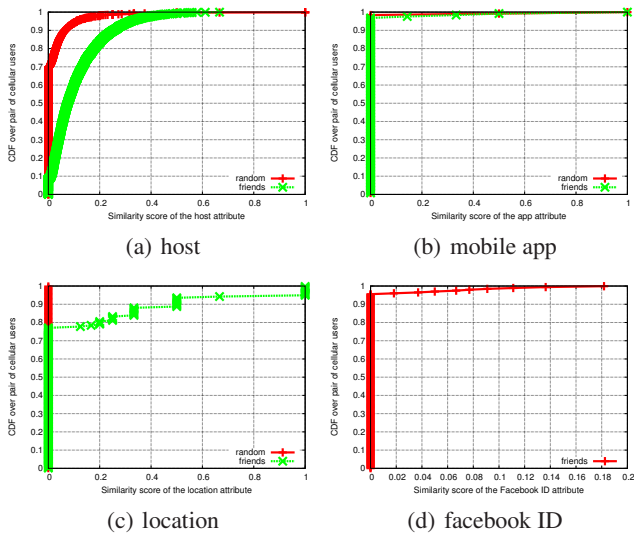 CDF over pair of cellular users
1
0.9
0.8
0.7
0.6
0.5
0.4
0.3
0.2
0.1
0
random
friends
0 0.2 0.4 0.6 0.8 1
Similarity score of the host attribute
(a) host
CDF over pair of cellular users
1
0.9
0.8
0.7
0.6
0.5
0.4
0.3
0.2
0.1
0
random
friends
0 0.2 0.4 0.6 0.8 1
Similarity score of the app attribute
(b) mobile app
CDF over pair of cellular users
1
0.9
0.8
0.7
0.6
0.5
0.4
0.3
0.2
0.1
0
random
friends
0 0.2 0.4 0.6 0.8 1
Similarity score of the location attribute
(c) location
CDF over pair of cellular users
1
0.9
0.8
0.7
0.6
0.5
0.4
0.3
0.2
0.1
0
friends
0 0.02 0.04 0.06 0.08 0.1 0.12 0.14 0.16 0.18 0.2
Similarity score of the Facebook ID attribute
(d) facebook ID